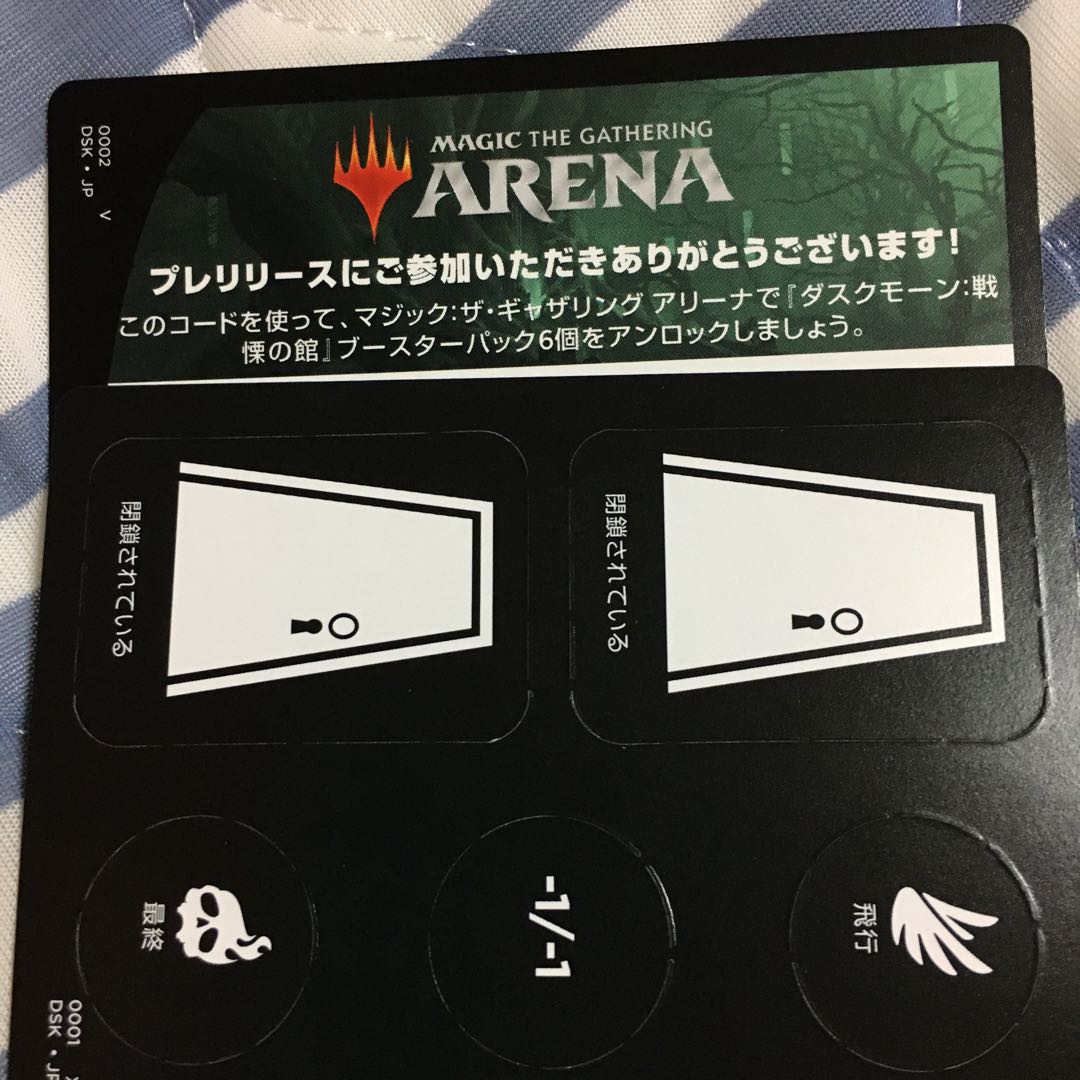 0002 V
DSK・JP
MAGIC THE GATHERING
ARENA
プレリリースにご参加いただきありがとうございます!
このコードを使って、マジック:ザ・ギャザリング アリーナで『ダスクモーン:戦
慄の館』ブースターパック6個をアンロックしましょう。
閉鎖されている
閉鎖されている
最終
-1/-1
飛行
0001
DSK・JP